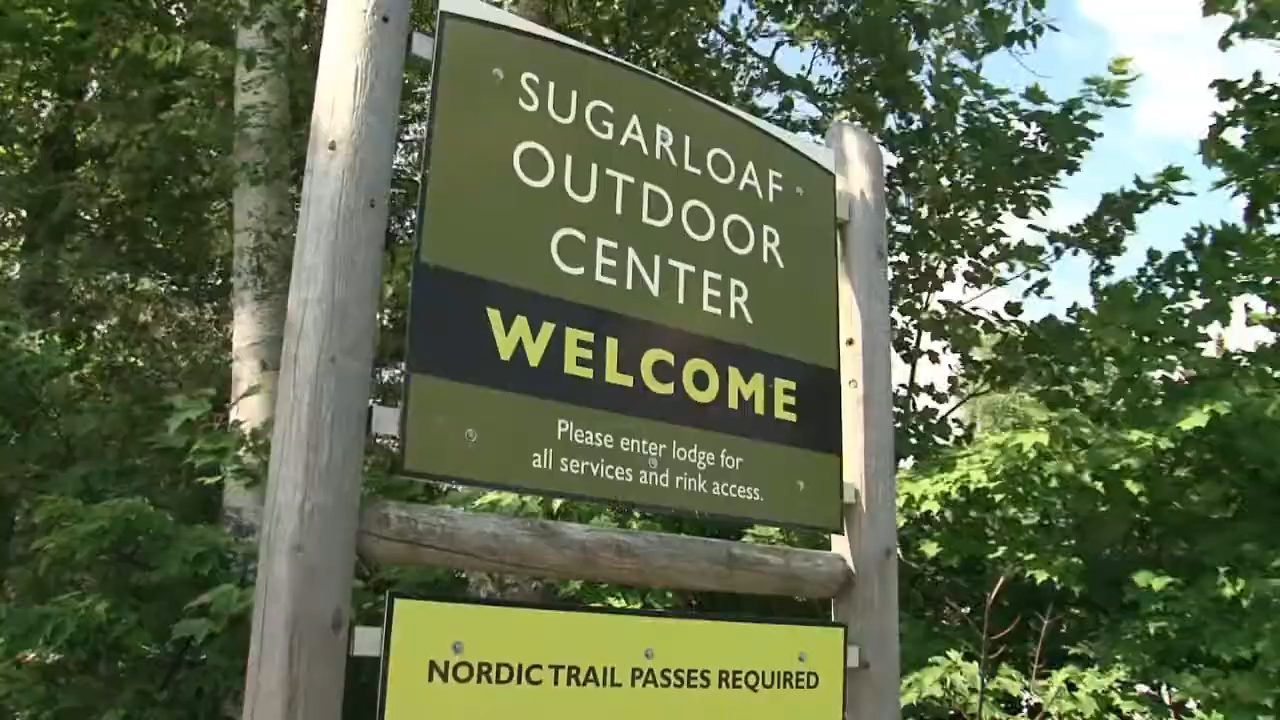 SUGARLOAF
OUTDOOR
CENTER
WELCOME
Please enter lodge for
all services and rink access.
NORDIC TRAIL PASSES REQUIRED